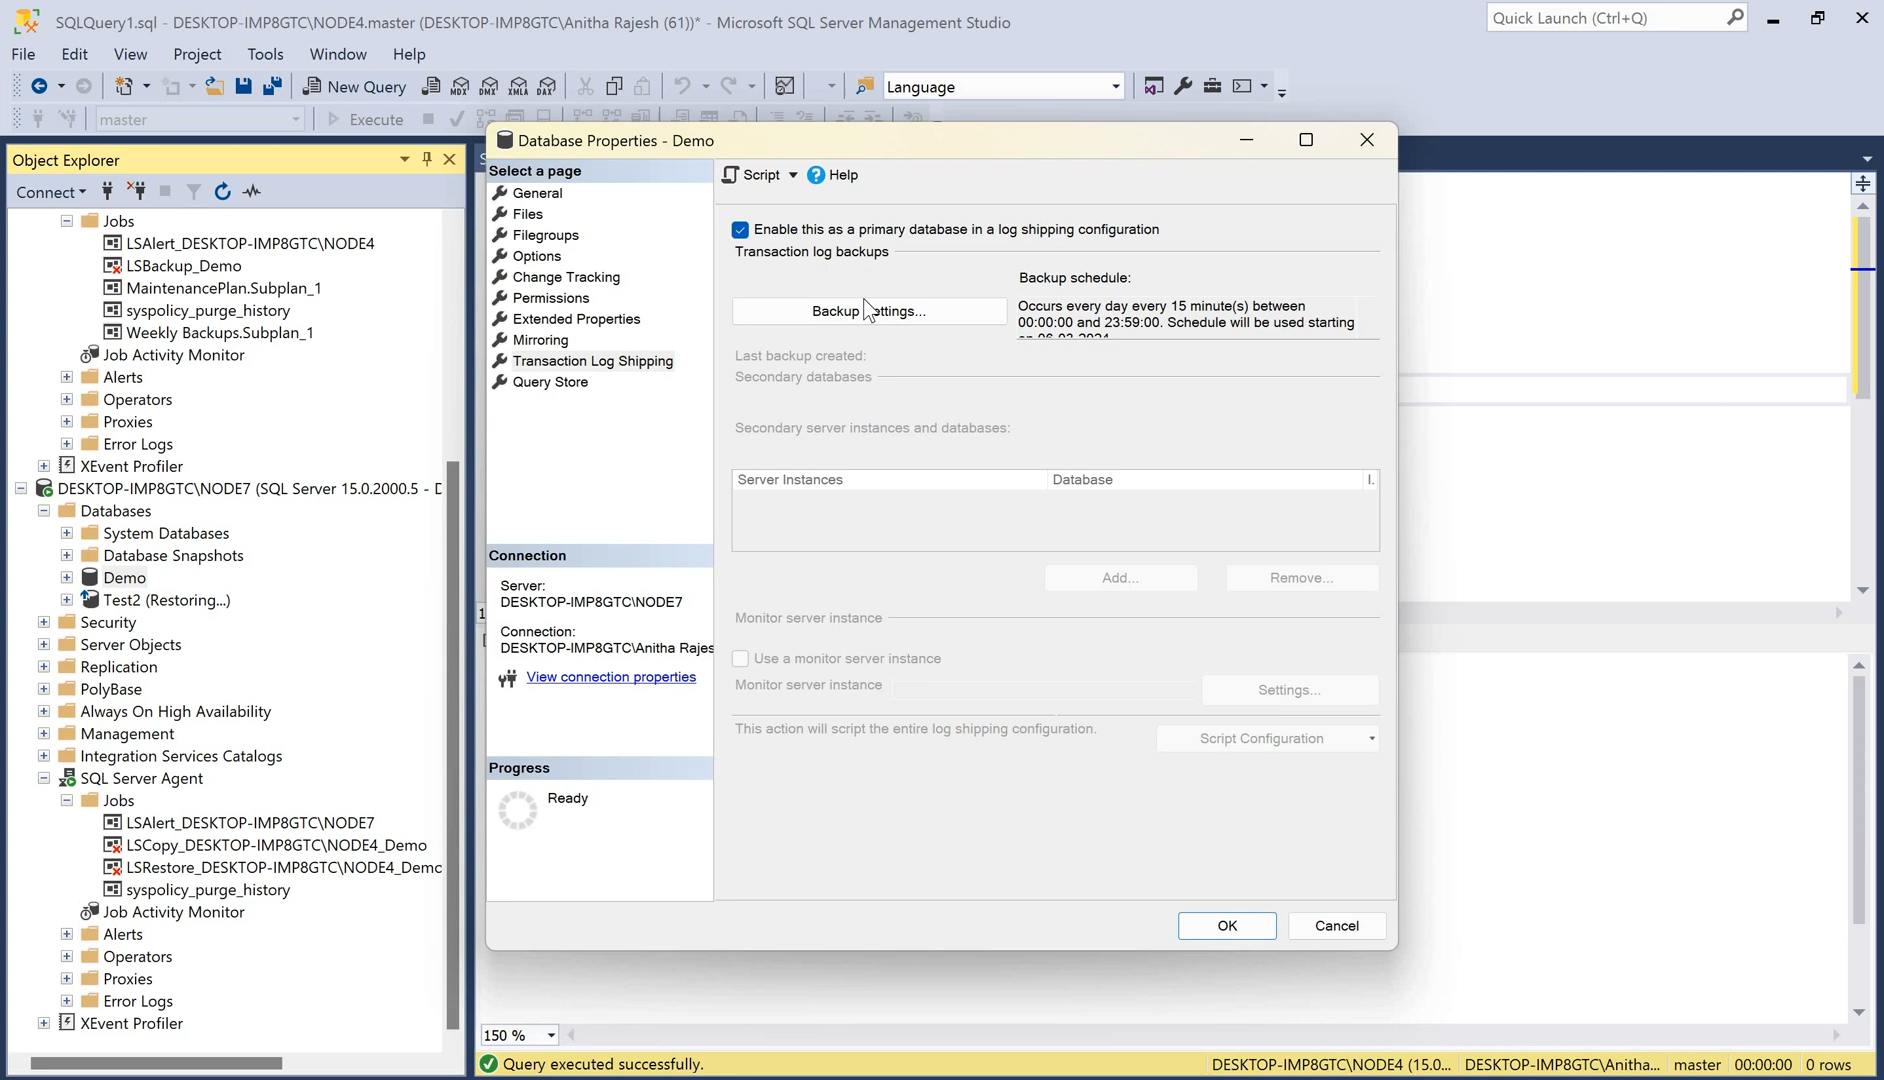 SQLQuery1.sql - DESKTOP-IMP8GTC\NODE4.master (DESKTOP-IMP8GTC\Anitha Rajesh (61))* - Microsoft SQL Server Management Studio
Quick Launch (Ctrl+Q)
File Edit View Project Tools Window Help
New Query MDX DMX XMLA DAX Language
master Execute
Object Explorer
Connect
Jobs
LSAlert_DESKTOP-IMP8GTC\NODE4
LSBackup_Demo
MaintenancePlan.Subplan_1
syspolicy_purge_history
Weekly Backups.Subplan_1
Job Activity Monitor
Alerts
Operators
Proxies
Error Logs
XEvent Profiler
DESKTOP-IMP8GTC\NODE7 (SQL Server 15.0.2000.5 - D
Databases
System Databases
Database Snapshots
Demo
Test2 (Restoring...)
Security
Server Objects
Replication
PolyBase
Always On High Availability
Management
Integration Services Catalogs
SQL Server Agent
Jobs
LSAlert_DESKTOP-IMP8GTC\NODE7
LSCopy_DESKTOP-IMP8GTC\NODE4_Demo
LSRestore_DESKTOP-IMP8GTC\NODE4_Demo
syspolicy_purge_history
Job Activity Monitor
Alerts
Operators
Proxies
Error Logs
XEvent Profiler
Database Properties - Demo
Select a page
General
Files
Filegroups
Options
Change Tracking
Permissions
Extended Properties
Mirroring
Transaction Log Shipping
Query Store
Connection
Server:
DESKTOP-IMP8GTC\NODE7
Connection:
DESKTOP-IMP8GTC\Anitha Rajes
View connection properties
Progress
Ready
Script Help
Enable this as a primary database in a log shipping configuration
Transaction log backups
Backup schedule:
Backup Settings...
Occurs every day every 15 minute(s) between
00:00:00 and 23:59:00. Schedule will be used starting
on 06-03-2024.
Last backup created:
Secondary databases
Secondary server instances and databases:
Server Instances Database I.
Add... Remove...
Monitor server instance
Use a monitor server instance
Monitor server instance Settings...
This action will script the entire log shipping configuration. Script Configuration
OK Cancel
150 %
Query executed successfully. DESKTOP-IMP8GTC\NODE4 (15.0... DESKTOP-IMP8GTC\Anitha... master 00:00:00 0 rows